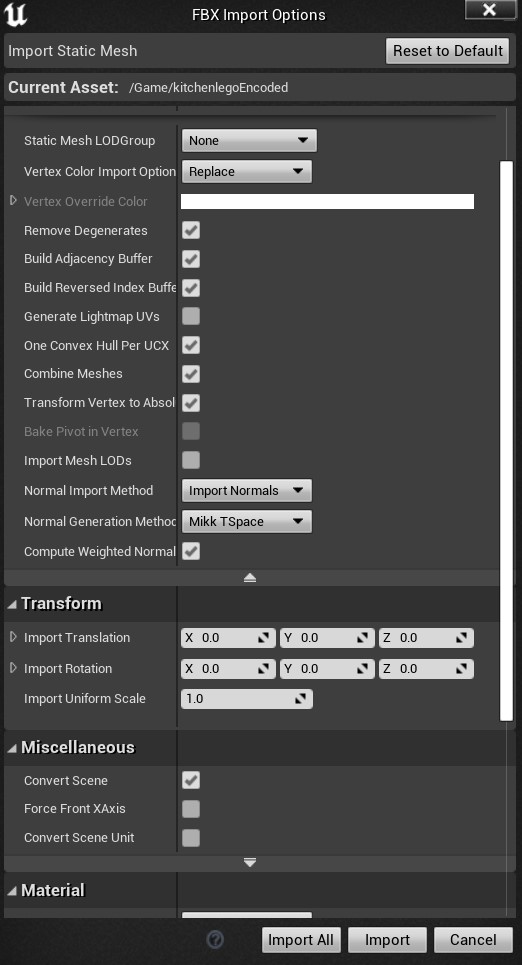 FBX Import Options
Import Static Mesh
Reset to Default
Current Asset: /Game/kitchenlegoEncoded
Static Mesh LODGroup None
Vertex Color Import Option Replace
Vertex Override Color
Remove Degenerates
Build Adjacency Buffer
Build Reversed Index Buffe
Generate Lightmap UVs
One Convex Hull Per UCX
Combine Meshes
Transform Vertex to Absol
Bake Pivot in Vertex
Import Mesh LODs
Normal Import Method Import Normals
Normal Generation Method Mikk TSpace
Compute Weighted Normal
Transform
Import Translation X 0.0 Y 0.0 Z 0.0
Import Rotation X 0.0 Y 0.0 Z 0.0
Import Uniform Scale 1.0
Miscellaneous
Convert Scene
Force Front XAxis
Convert Scene Unit
Material
? Import All Import Cancel